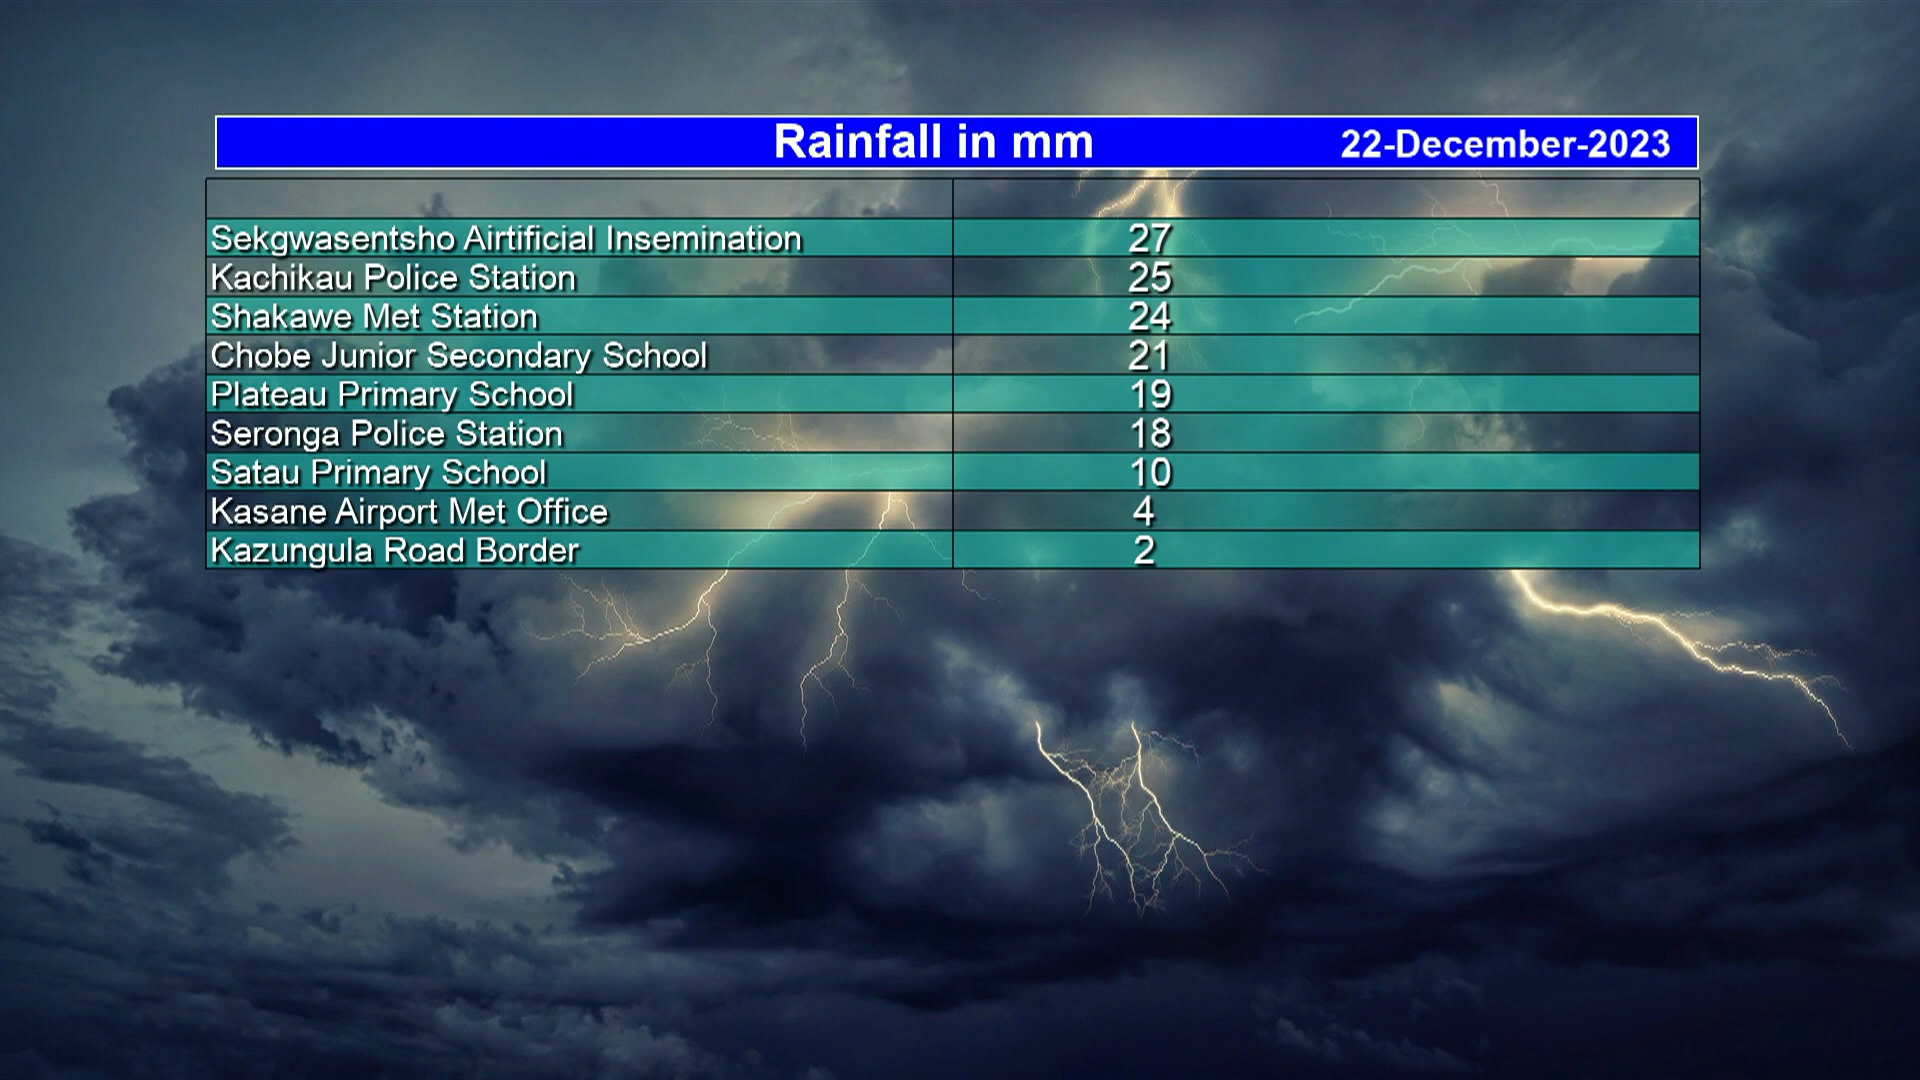 Rainfall in mm 22-December-2023
Sekgwasentsho Airtificial Insemination 27
Kachikau Police Station 25
Shakawe Met Station 24
Chobe Junior Secondary School 21
Plateau Primary School 19
Seronga Police Station 18
Satau Primary School 10
Kasane Airport Met Office 4
Kazungula Road Border 2